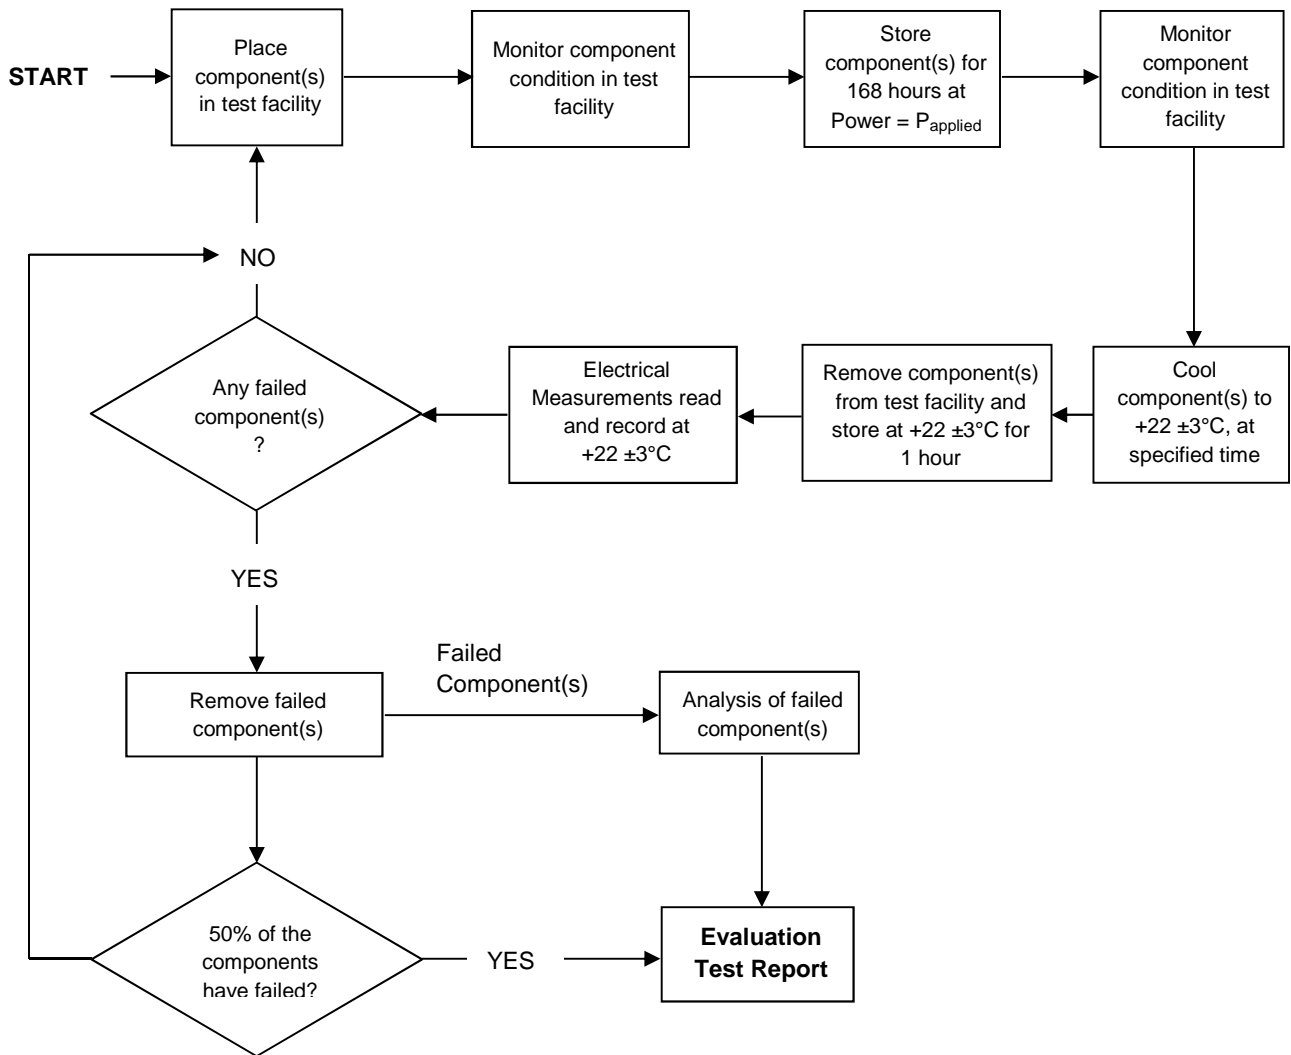 START
Place
component(s)
in test facility
Monitor component
condition in test
facility
Store
component(s) for
168 hours at
Power = Papplied
Monitor
component
condition in test
facility
NO
Any failed
component(s)
?
Electrical
Measurements read
and record at
+22 ±3°C
Remove component(s)
from test facility and
store at +22 ±3°C for
1 hour
Cool
component(s) to
+22 ±3°C, at
specified time
YES
Remove failed
component(s)
Failed
Component(s)
Analysis of failed
component(s)
50% of the
components
have failed?
YES
Evaluation
Test Report